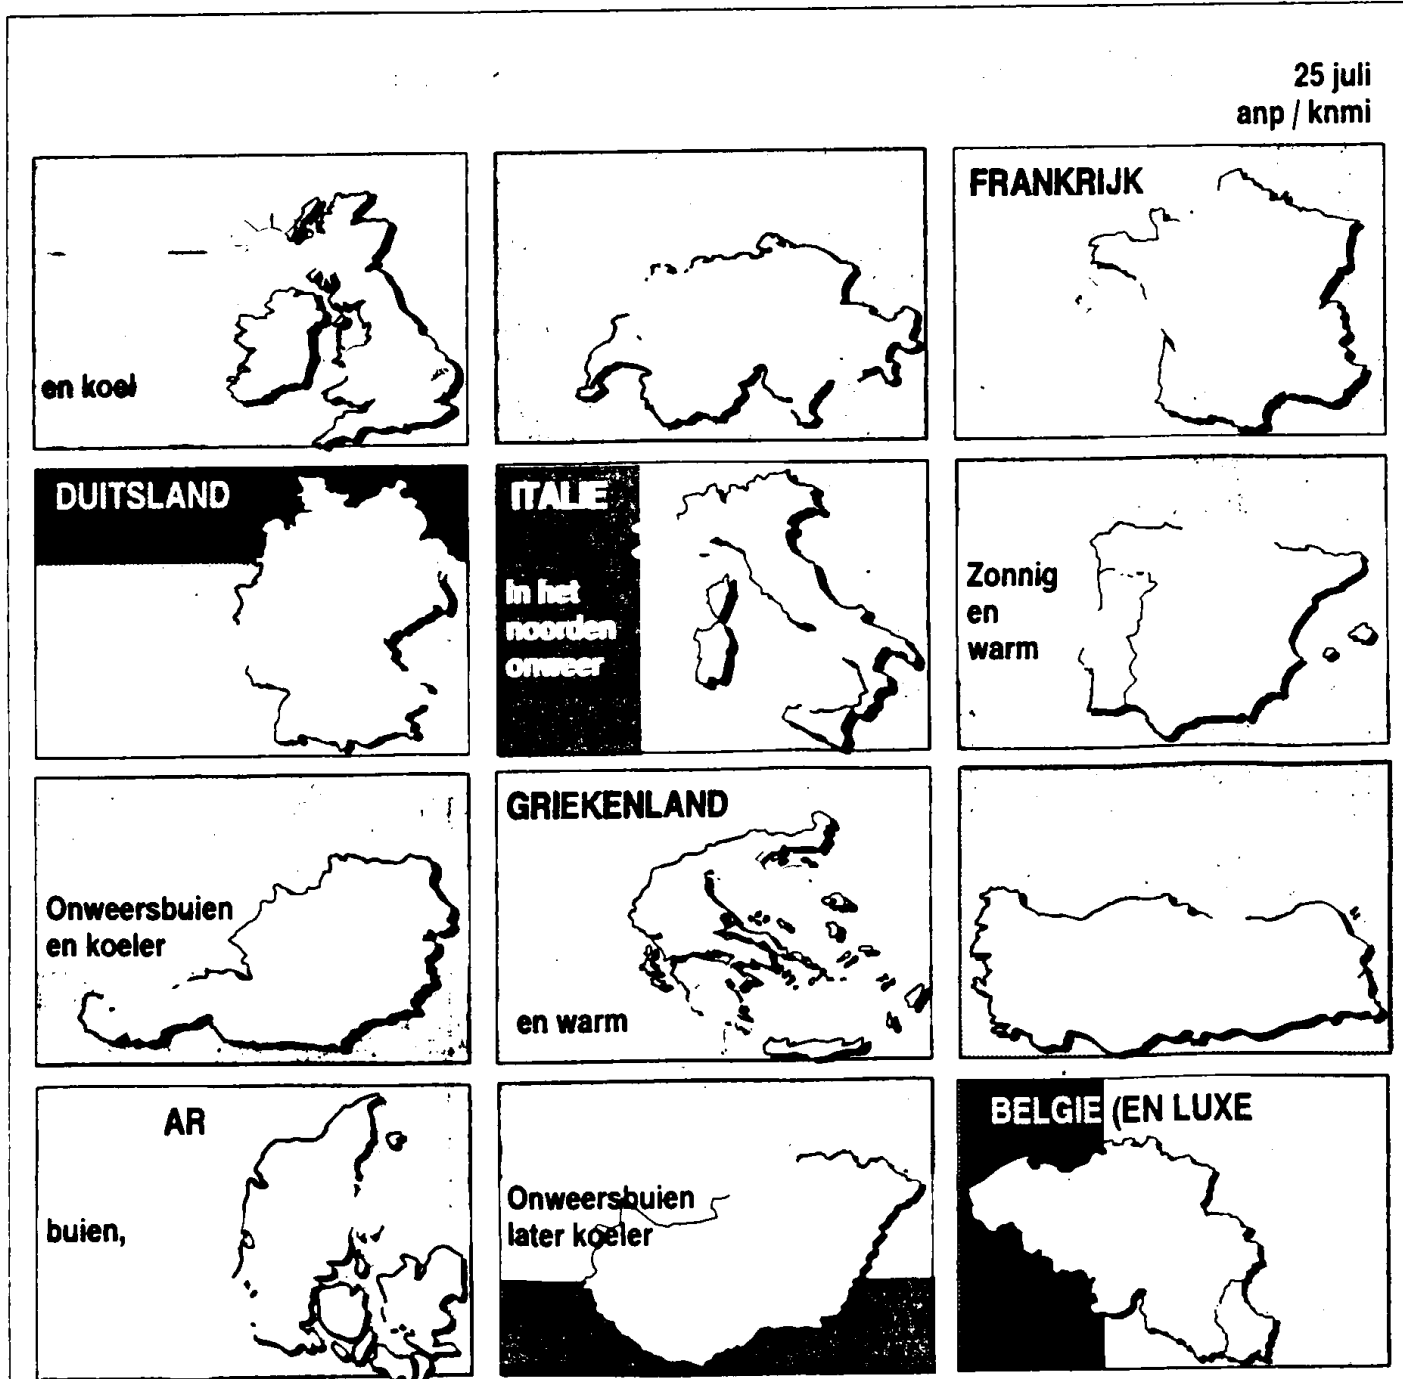 25 juli
anp / knmi
en koel
FRANKRIJK
DUITSLAND
ITALIE
in het
noorden
onweer
Zonnig
en
warm
Onweersbuien
en koeler
GRIEKENLAND
en warm
AR
buien,
Onweersbuien
later koeler
BELGIE (EN LUXE